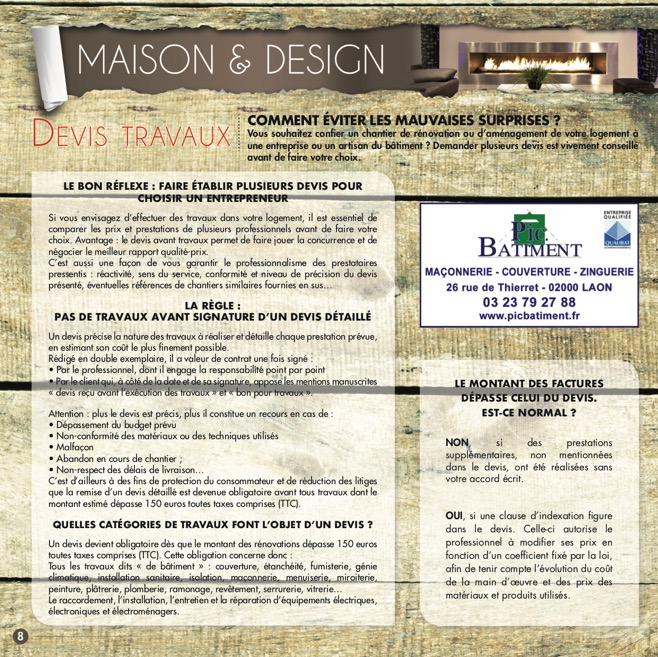 MAISON & DESIGN
DEVIS TRAVAUX
COMMENT ÉVITER LES MAUVAISES SURPRISES ?
Vous souhaitez confier un chantier de rénovation ou d'aménagement de votre logement à
une entreprise ou un artisan du bâtiment ? Demander plusieurs devis est vivement conseillé
avant de faire votre choix.
LE BON RÉFLEXE : FAIRE ÉTABLIR PLUSIEURS DEVIS POUR
CHOISIR UN ENTREPRENEUR
Si vous envisagez d'effectuer des travaux dans votre logement, il est essentiel de
comparer les prix et prestations de plusieurs professionnels avant de faire votre
choix. Avantage : le devis avant travaux permet de faire jouer la concurrence et de
négocier le meilleur rapport qualité-prix.
C'est aussi une façon de vous garantir le professionnalisme des prestataires
pressentis : réactivité, sens du service, conformité et niveau de précision du devis
présenté, éventuelles références de chantiers similaires fournies en sus…
LA RÈGLE :
PAS DE TRAVAUX AVANT SIGNATURE D'UN DEVIS DÉTAILLÉ
Un devis précise la nature des travaux à réaliser et détaille chaque prestation prévue,
en estimant son coût le plus finement possible.
Rédigé en double exemplaire, il a valeur de contrat une fois signé :
• Par le professionnel, dont il engage la responsabilité point par point
• Par le client qui, à côté de la date et de sa signature, appose les mentions manuscrites
« devis reçu avant l'exécution des travaux » et « bon pour travaux ».
Attention : plus le devis est précis, plus il constitue un recours en cas de :
• Dépassement du budget prévu
• Non-conformité des matériaux ou des techniques utilisés
• Malfaçon
• Abandon en cours de chantier ;
• Non-respect des délais de livraison…
C'est d'ailleurs à des fins de protection du consommateur et de réduction des litiges
que la remise d'un devis détaillé est devenue obligatoire avant tous travaux dont le
montant estimé dépasse 150 euros toutes taxes comprises (TTC).
QUELLES CATÉGORIES DE TRAVAUX FONT L'OBJET D'UN DEVIS ?
Un devis devient obligatoire dès que le montant des rénovations dépasse 150 euros
toutes taxes comprises (TTC). Cette obligation concerne donc :
Tous les travaux dits « de bâtiment » : couverture, étanchéité, fumisterie, génie
climatique, installation sanitaire, isolation, maçonnerie, menuiserie, miroiterie,
peinture, plâtrerie, plomberie, ramonage, revêtement, serrurerie, vitrerie…
Le raccordement, l'installation, l'entretien et la réparation d'équipements électriques,
électroniques et électroménagers.
PIC
BATIMENT
ENTREPRISE
QUALIFIÉE
QUALIBAT
MAÇONNERIE - COUVERTURE - ZINGUERIE
26 rue de Thierret - 02000 LAON
03 23 79 27 88
www.picbatiment.fr
LE MONTANT DES FACTURES
DÉPASSE CELUI DU DEVIS.
EST-CE NORMAL ?
NON, si des prestations
supplémentaires, non mentionnées
dans le devis, ont été réalisées sans
votre accord écrit.
OUI, si une clause d'indexation figure
dans le devis. Celle-ci autorise le
professionnel à modifier ses prix en
fonction d'un coefficient fixé par la loi,
afin de tenir compte l'évolution du coût
de la main d'œuvre et des prix des
matériaux et produits utilisés.
8